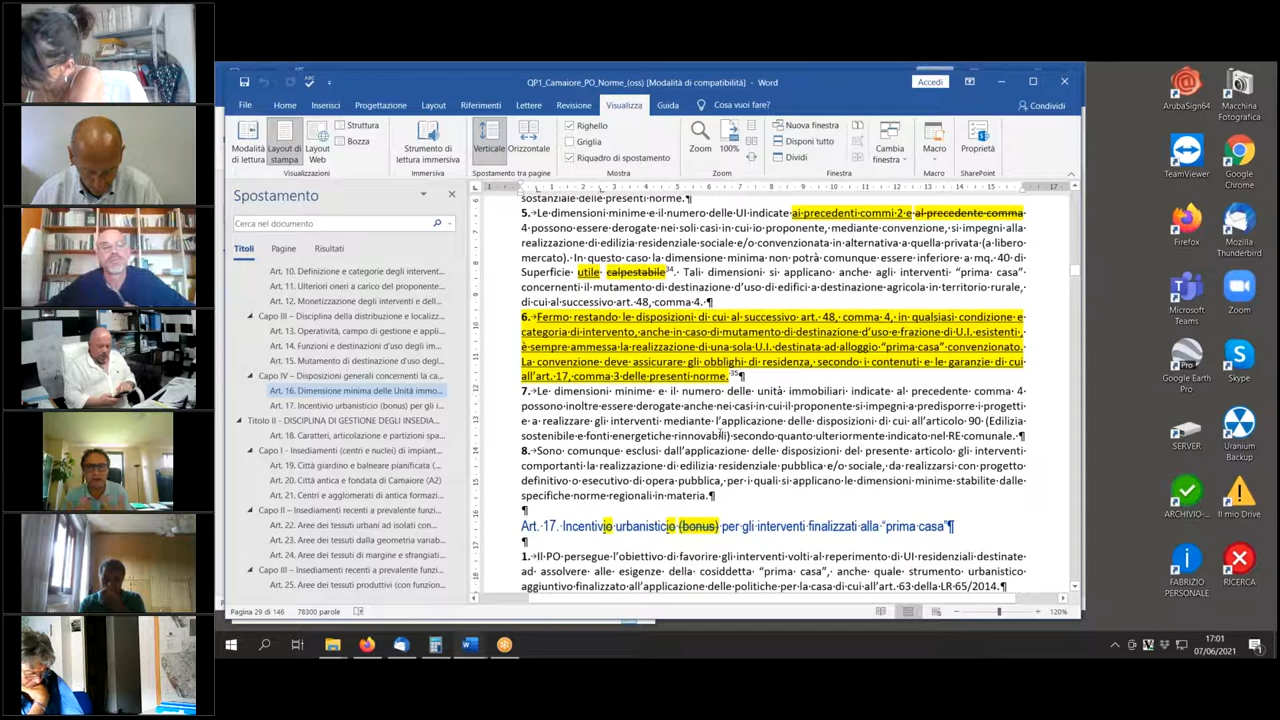 QP1_Camaiore_PO_Norme_(oss) [Modalità di compatibilità] - Word
Accedi
File Home Inserisci Progettazione Layout Riferimenti Lettere Revisione Visualizza Guida Cosa vuoi fare? Condividi
Modalità di lettura
Layout di stampa
Layout Web
Struttura
Bozza
Visualizzazioni
Strumento di lettura immersiva
immersiva
Verticale
Orizzontale
Spostamento tra pagine
Righello
Griglia
Riquadro di spostamento
Mostra
Zoom
100%
Zoom
Nuova finestra
Disponi tutto
Dividi
Cambia finestra
Finestra
Macro
Macro
Proprietà
SharePoint
Spostamento
Cerca nel documento
Titoli Pagine Risultati
Art. 10. Definizione e categorie degli intervent...
Art. 11. Ulteriori oneri a carico del proponente...
Art. 12. Monetizzazione degli interventi e dell...
Capo III – Disciplina della distribuzione e localizz...
Art. 13. Operatività, campo di gestione e appli...
Art. 14. Funzioni e destinazioni d'uso degli im...
Art. 15. Mutamento di destinazione d'uso degl...
Capo IV – Disposizioni generali concernenti la ca...
Art. 16. Dimensione minima delle Unità immo...
Art. 17. Incentivo urbanistico (bonus) per gli i...
Titolo II - DISCIPLINA DI GESTIONE DEGLI INSEDIA...
Art. 18. Caratteri, articolazione e partizioni spa...
Capo I - Insediamenti (centri e nuclei) di impiant...
Art. 19. Città giardino e balneare pianificata (...
Art. 20. Città antica e fondata di Camaiore (A2)
Art. 21. Centri e agglomerati di antica formazi...
Capo II – Insediamenti recenti a prevalente funzi...
Art. 22. Aree dei tessuti urbani ad isolati con...
Art. 23. Aree dei tessuti dalla geometria variab...
Art. 24. Aree dei tessuti di margine e sfrangiati...
Capo III – Insediamenti recenti a prevalente funzi...
Art. 25. Aree dei tessuti produttivi (con funzion...
sostanziale delle presenti norme.¶
5. Le dimensioni minime e il numero delle UI indicate ai precedenti commi 2 e al precedente comma
4 possono essere derogate nei soli casi in cui io proponente, mediante convenzione, si impegni alla
realizzazione di edilizia residenziale sociale e/o convenzionata in alternativa a quella privata (a libero
mercato). In questo caso la dimensione minima non potrà comunque essere inferiore a mq. 40 di
Superficie utile calpestabile34. Tali dimensioni si applicano anche agli interventi “prima casa”
concernenti il mutamento di destinazione d’uso di edifici a destinazione agricola in territorio rurale,
di cui al successivo art. 48, comma 4. ¶
6. Fermo restando le disposizioni di cui al successivo art. 48, comma 4, in qualsiasi condizione e
categoria di intervento, anche in caso di mutamento di destinazione d’uso e frazione di U.I. esistenti,
è sempre ammessa la realizzazione di una sola U.I. destinata ad alloggio “prima casa” convenzionato.
La convenzione deve assicurare gli obblighi di residenza, secondo i contenuti e le garanzie di cui
all’art. 17, comma 3 delle presenti norme.35¶
7. Le dimensioni minime e il numero delle unità immobiliari indicate al precedente comma 4
possono inoltre essere derogate anche nei casi in cui il proponente si impegni a predisporre i progetti
e a realizzare gli interventi mediante l’applicazione delle disposizioni di cui all’articolo 90 (Edilizia
sostenibile e fonti energetiche rinnovabili) secondo quanto ulteriormente indicato nel RE comunale. ¶
8. Sono comunque esclusi dall’applicazione delle disposizioni del presente articolo gli interventi
comportanti la realizzazione di edilizia residenziale pubblica e/o sociale, da realizzarsi con progetto
definitivo o esecutivo di opera pubblica, per i quali si applicano le dimensioni minime stabilite dalle
specifiche norme regionali in materia.¶
¶
Art. 17. Incentivio urbanisticio (bonus) per gli interventi finalizzati alla “prima casa”¶
¶
1. Il PO persegue l’obiettivo di favorire gli interventi volti al reperimento di UI residenziali destinate
ad assolvere alle esigenze della cosiddetta “prima casa”, anche quale strumento urbanistico
aggiuntivo finalizzato all’applicazione delle politiche per la casa di cui all’art. 63 della LR 65/2014.¶
Pagina 29 di 146 78300 parole
120%
ArubaSign64
Macchina Fotografica
TeamViewer
Google Chrome
Firefox
Mozilla Thunderbird
Microsoft Teams
Zoom
Google Earth Pro
Skype
SERVER
Uranium Backup
ARCHIVIO-...
Il mio Drive
FABRIZIO PERSONALE
RICERCA
17:01
07/06/2021